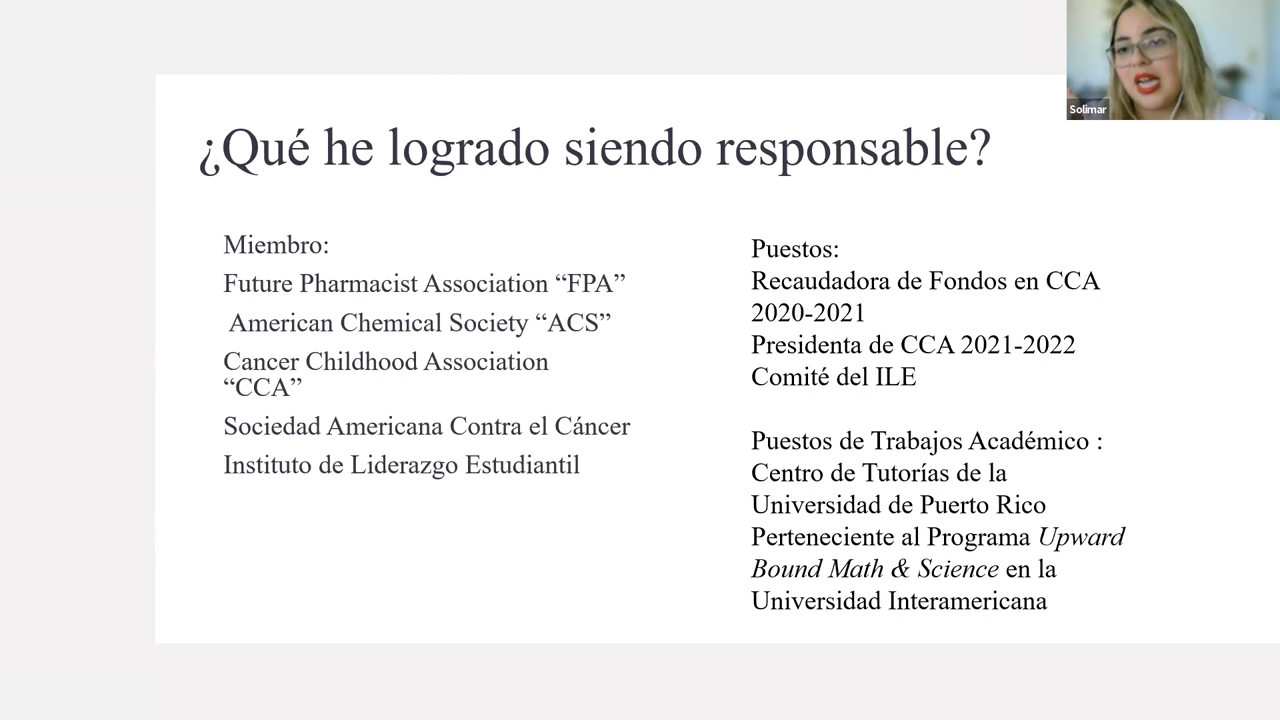 Solimar
¿Qué he logrado siendo responsable?
Miembro:
Future Pharmacist Association “FPA”
American Chemical Society “ACS”
Cancer Childhood Association
“CCA”
Sociedad Americana Contra el Cáncer
Instituto de Liderazgo Estudiantil
Puestos:
Recaudadora de Fondos en CCA
2020-2021
Presidenta de CCA 2021-2022
Comité del ILE
Puestos de Trabajos Académico :
Centro de Tutorías de la
Universidad de Puerto Rico
Perteneciente al Programa Upward
Bound Math & Science en la
Universidad Interamericana